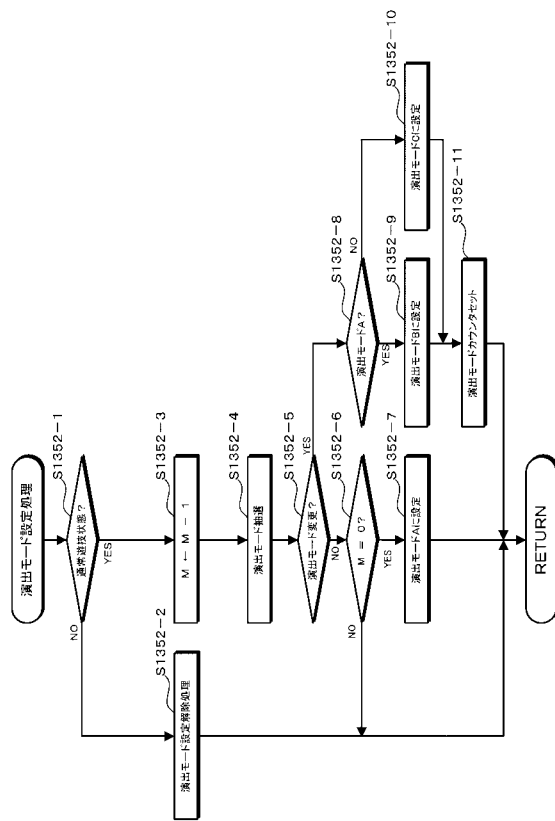 演出モード設定処理
S1352-1
通常遊技状態?
NO
YES
S1352-2
演出モード設定解除処理
S1352-3
M ← M - 1
S1352-4
演出モード抽選
S1352-5
演出モード変更?
YES
NO
S1352-6
M = 0?
NO
YES
S1352-7
演出モードAに設定
S1352-8
演出モードA?
NO
YES
S1352-9
演出モードBに設定
S1352-10
演出モードCに設定
S1352-11
演出モードカウンタセット
RETURN